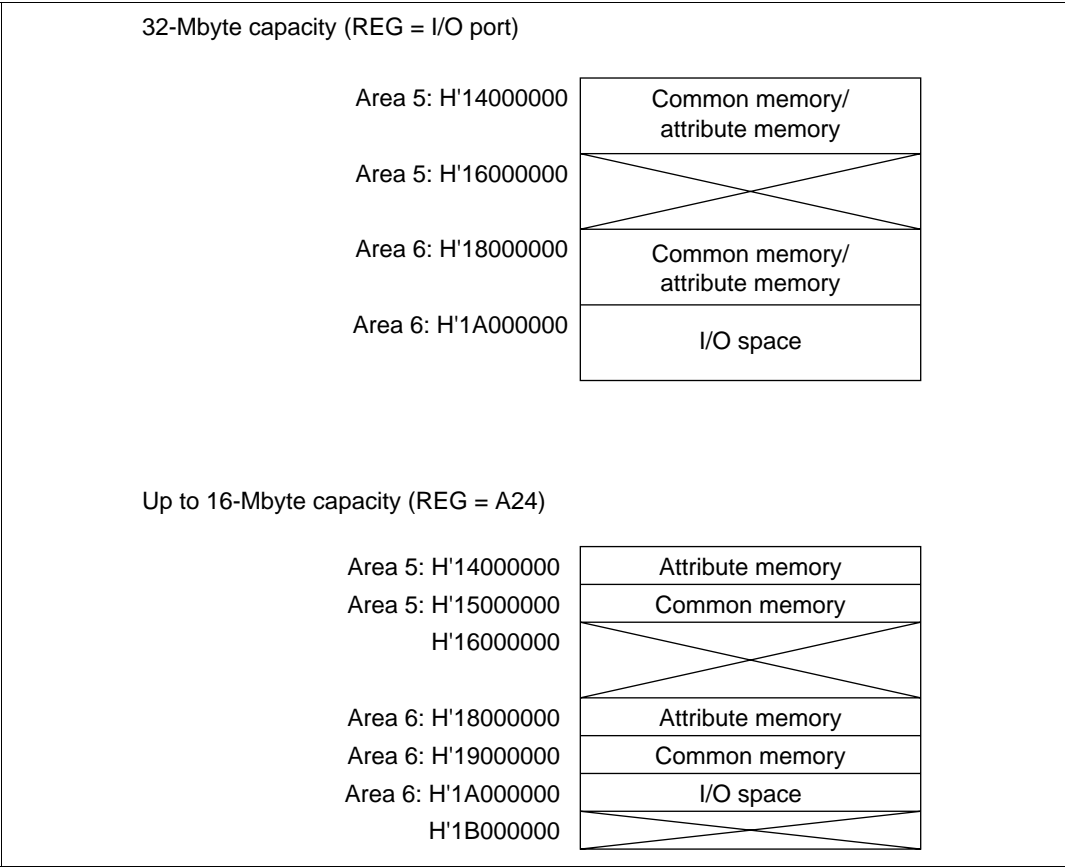 32-Mbyte capacity (REG = I/O port)
Area 5: H'14000000
Common memory/
attribute memory
Area 5: H'16000000
Area 6: H'18000000
Common memory/
attribute memory
Area 6: H'1A000000
I/O space
Up to 16-Mbyte capacity (REG = A24)
Area 5: H'14000000
Attribute memory
Area 5: H'15000000
Common memory
H'16000000
Area 6: H'18000000
Attribute memory
Area 6: H'19000000
Common memory
Area 6: H'1A000000
I/O space
H'1B000000